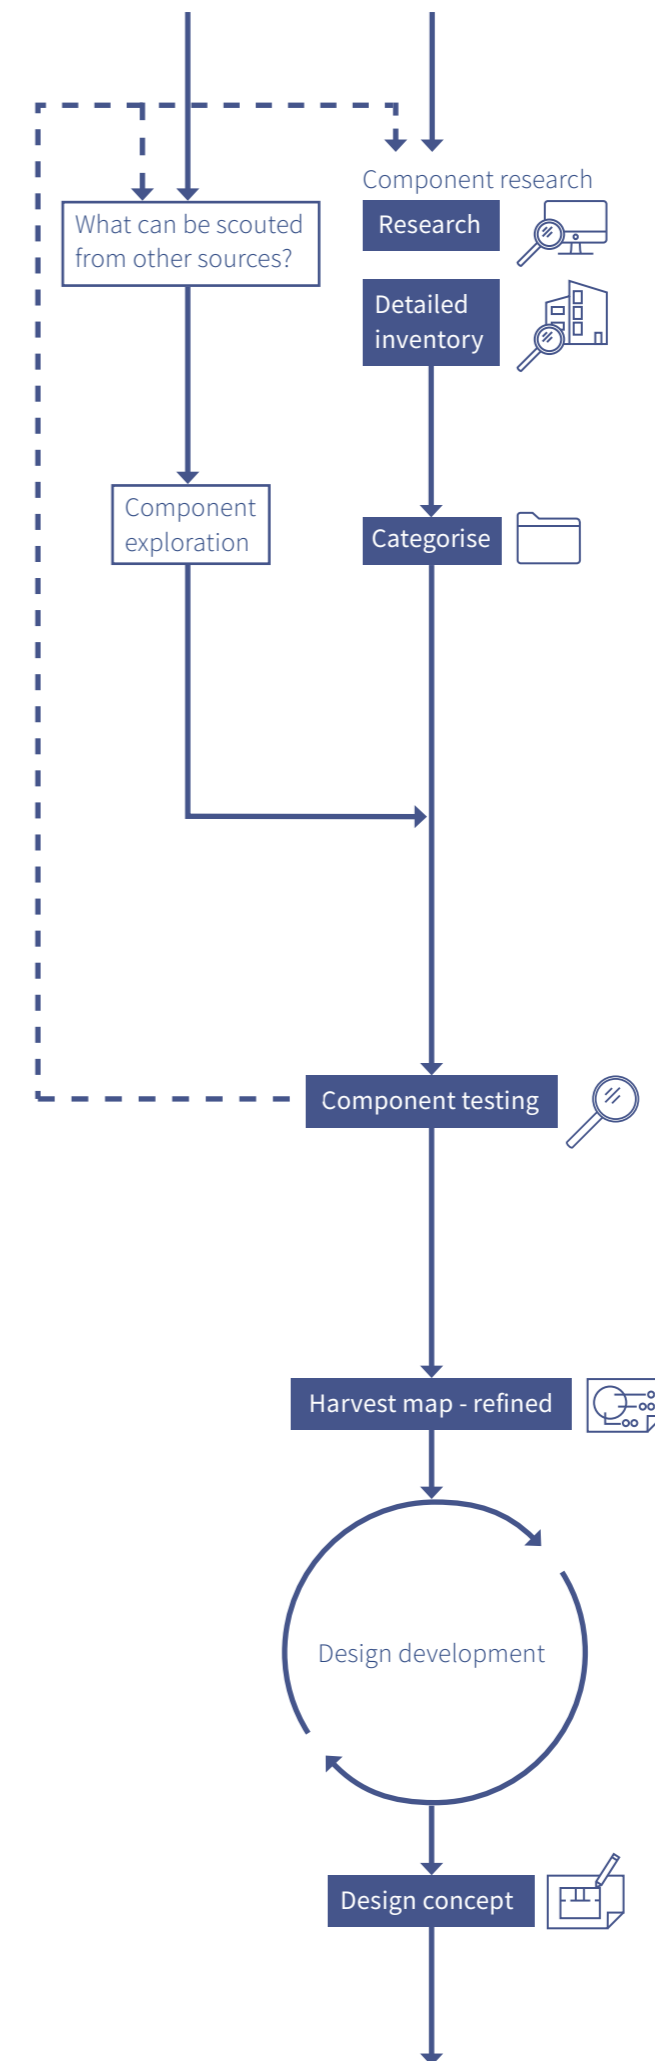 Component research
What can be scouted
from other sources?
Research
Detailed
inventory
Component
exploration
Categorise
Component testing
Harvest map - refined
Design development
Design concept